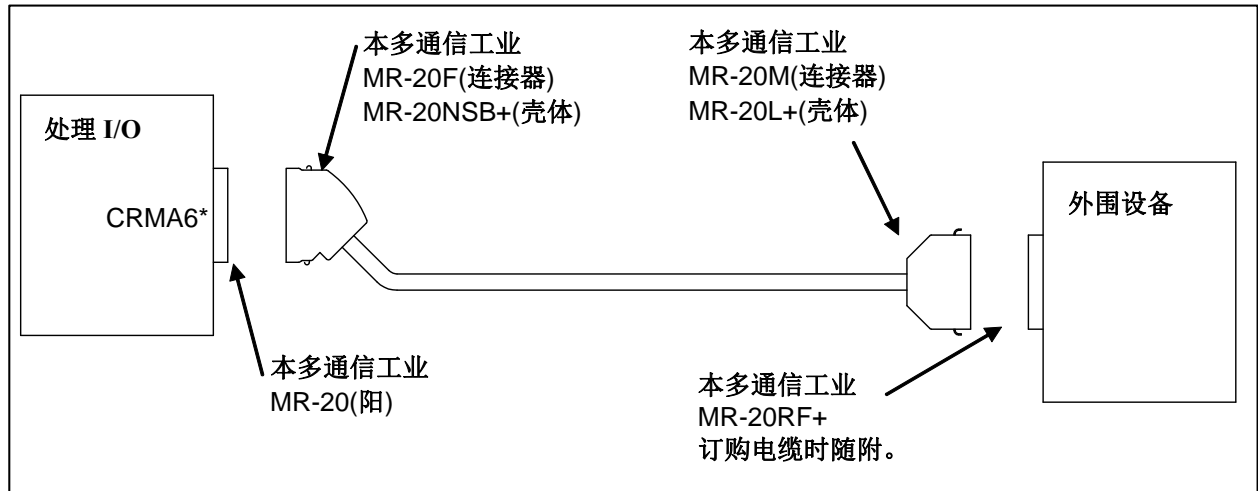 本多通信工业
MR-20F(连接器)
MR-20NSB+(壳体)
本多通信工业
MR-20M(连接器)
MR-20L+(壳体)
处理 I/O
CRMA6*
外围设备
本多通信工业
MR-20(阳)
本多通信工业
MR-20RF+
订购电缆时随附。